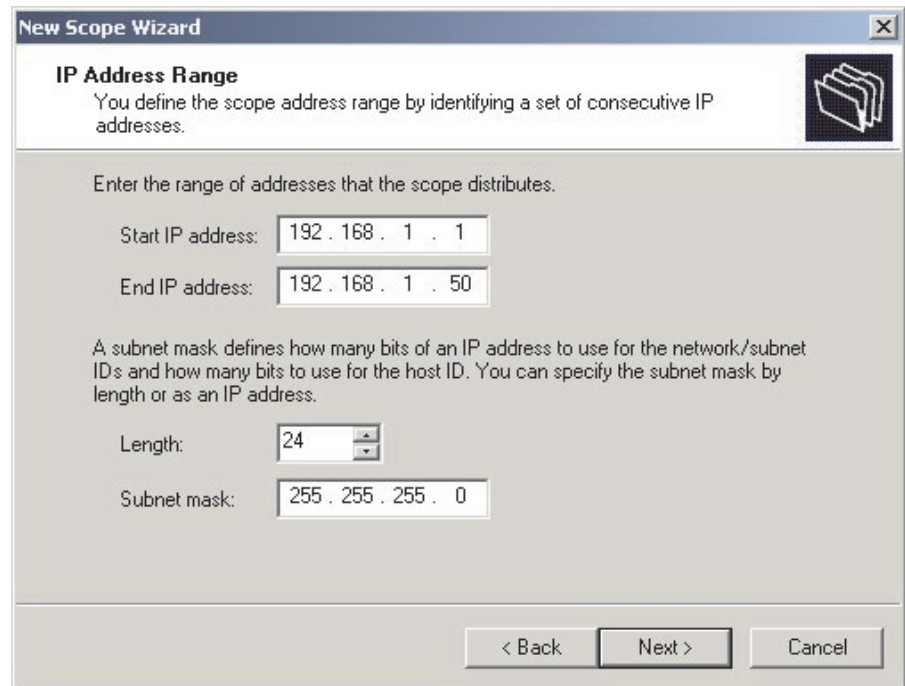 New Scope Wizard
IP Address Range
You define the scope address range by identifying a set of consecutive IP
addresses.
Enter the range of addresses that the scope distributes.
Start IP address: 192 . 168 . 1 . 1
End IP address: 192 . 168 . 1 . 50
A subnet mask defines how many bits of an IP address to use for the network/subnet
IDs and how many bits to use for the host ID. You can specify the subnet mask by
length or as an IP address.
Length: 24
Subnet mask: 255 . 255 . 255 . 0
< Back Next > Cancel